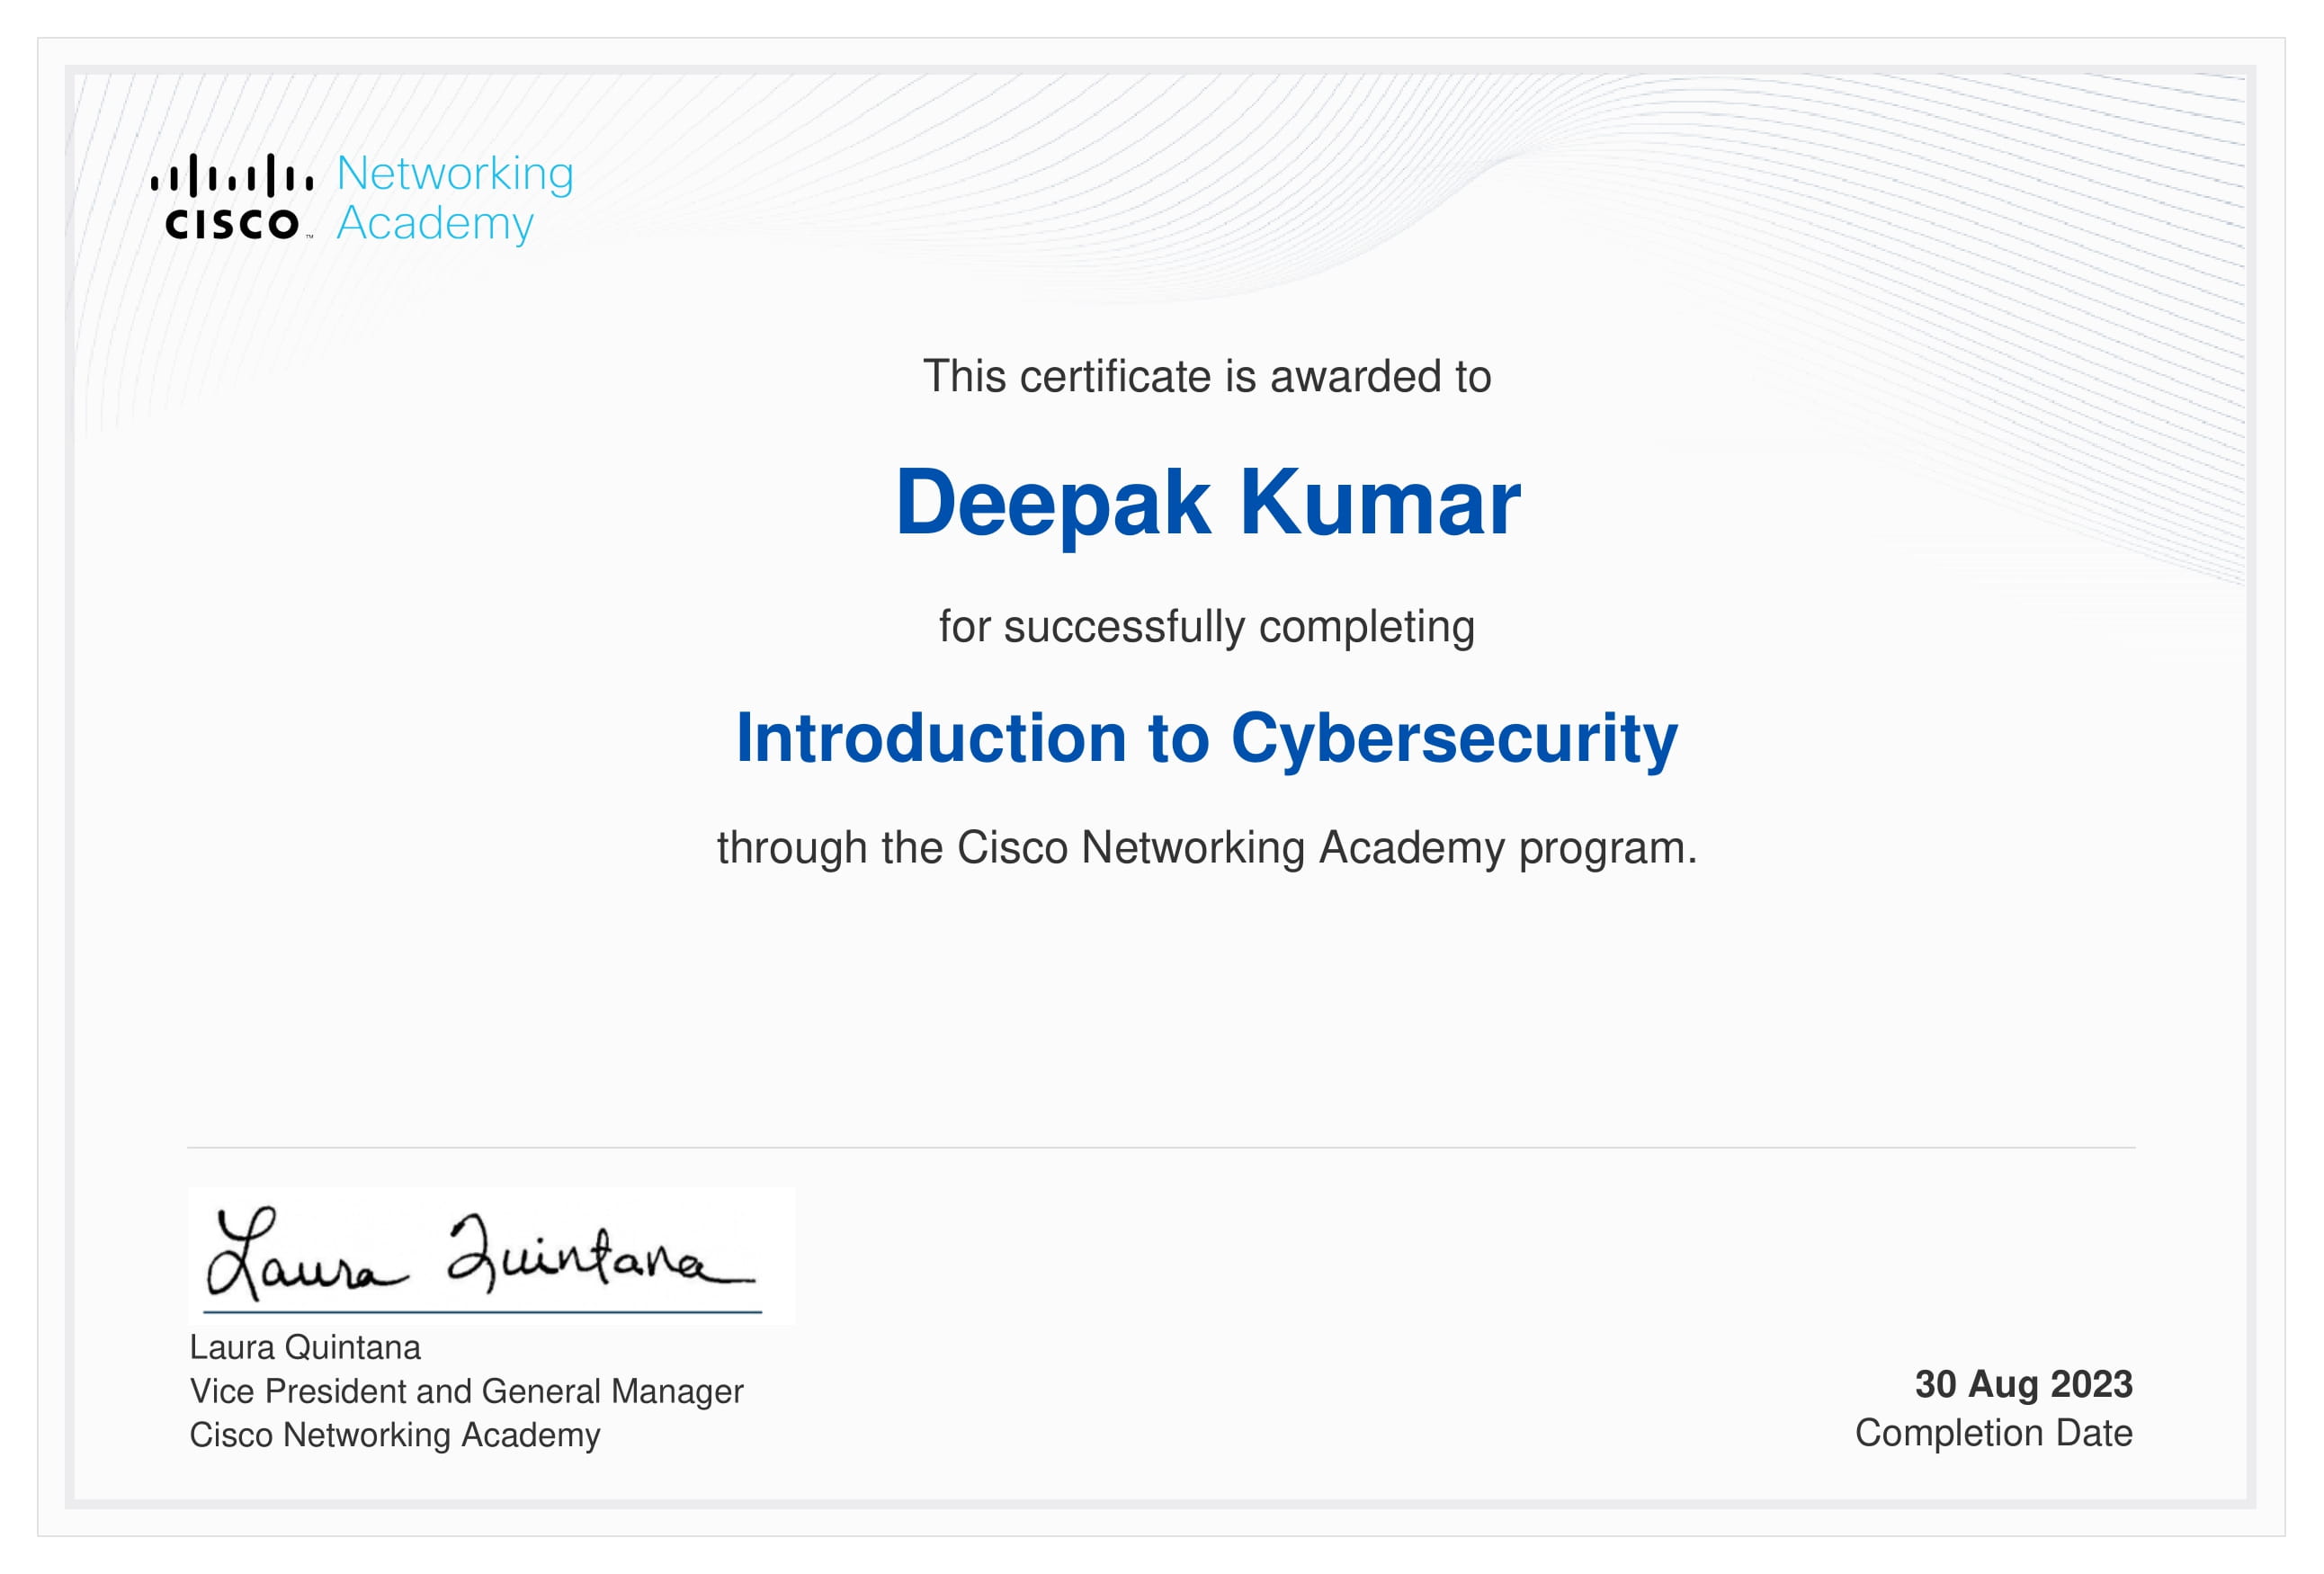 CISCO™ Networking
Academy
This certificate is awarded to
Deepak Kumar
for successfully completing
Introduction to Cybersecurity
through the Cisco Networking Academy program.
Laura Quintana
Laura Quintana
Vice President and General Manager
Cisco Networking Academy
30 Aug 2023
Completion Date